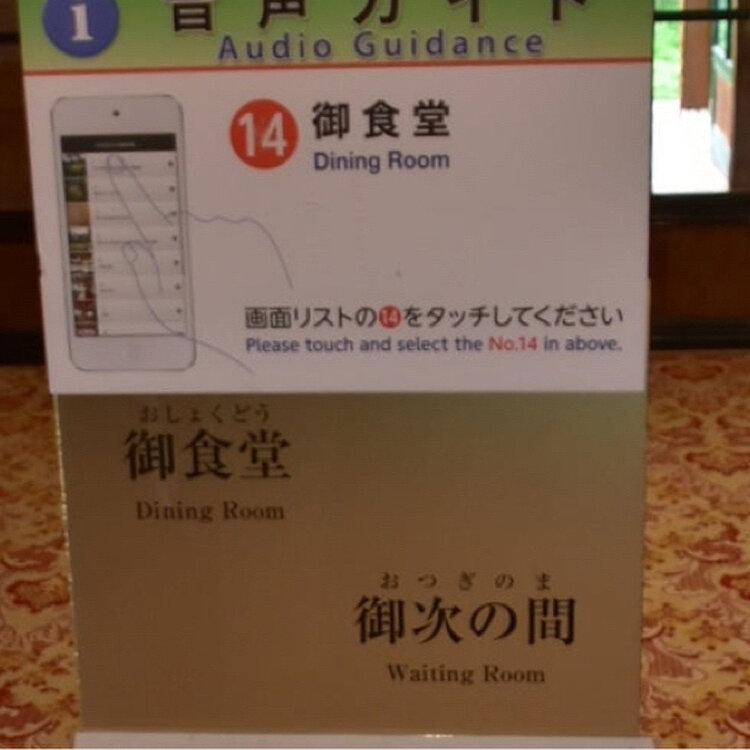 i 音声ガイド
Audio Guidance
14 御食堂
Dining Room
画面リストの14をタッチしてください
Please touch and select the No.14 in above.
おしょくどう
御食堂
Dining Room
おつぎのま
御次の間
Waiting Room